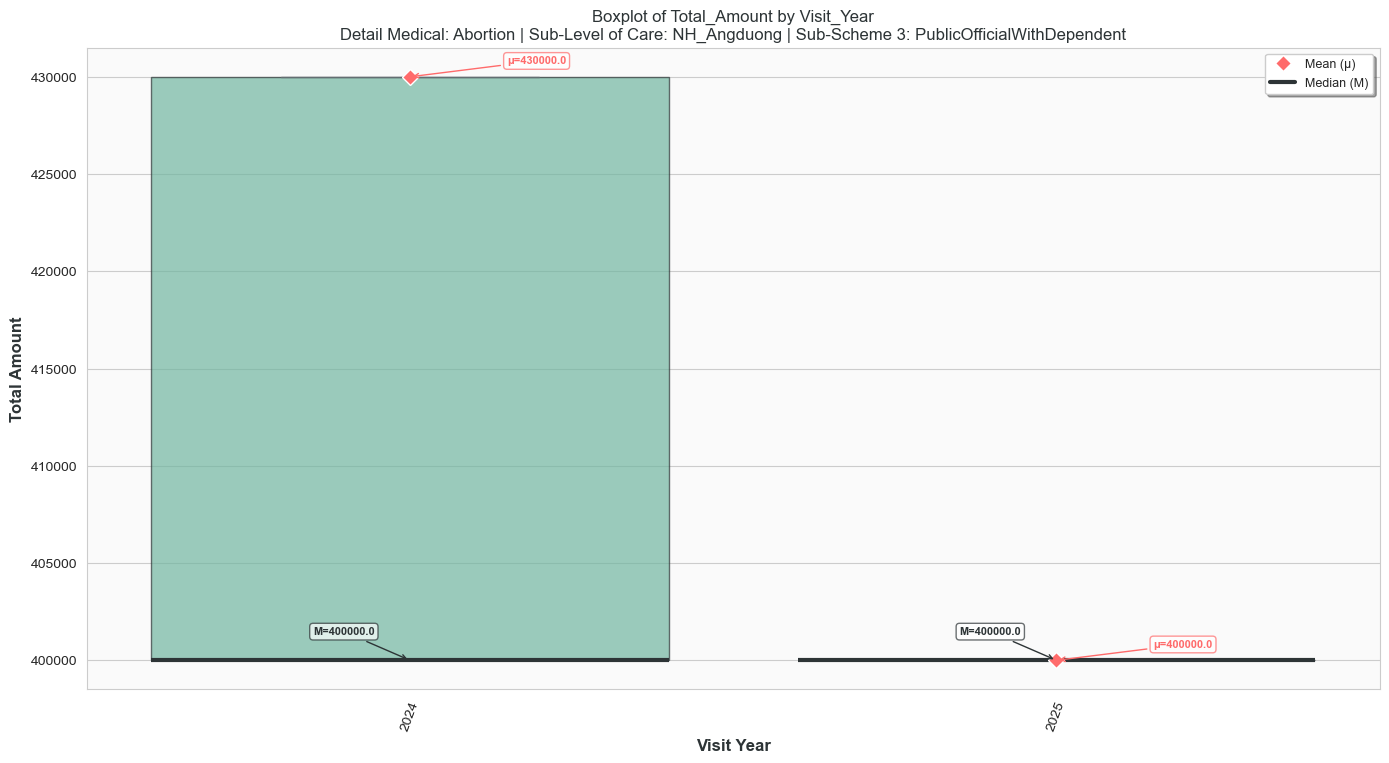 Boxplot of Total_Amount by Visit_Year
Detail Medical: Abortion | Sub-Level of Care: NH_Angduong | Sub-Scheme 3: PublicOfficialWithDependent
Mean (μ)
Median (M)
μ=430000.0
430000
425000
420000
415000
410000
405000
400000
Total Amount
M=400000.0
M=400000.0
μ=400000.0
2024
2025
Visit Year